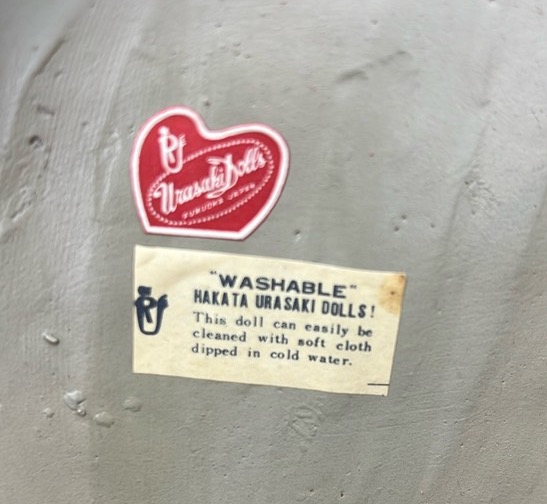 Urasaki Dolls
FUKUOKA JAPAN
"WASHABLE"
HAKATA URASAKI DOLLS!
This doll can easily be
cleaned with soft cloth
dipped in cold water.